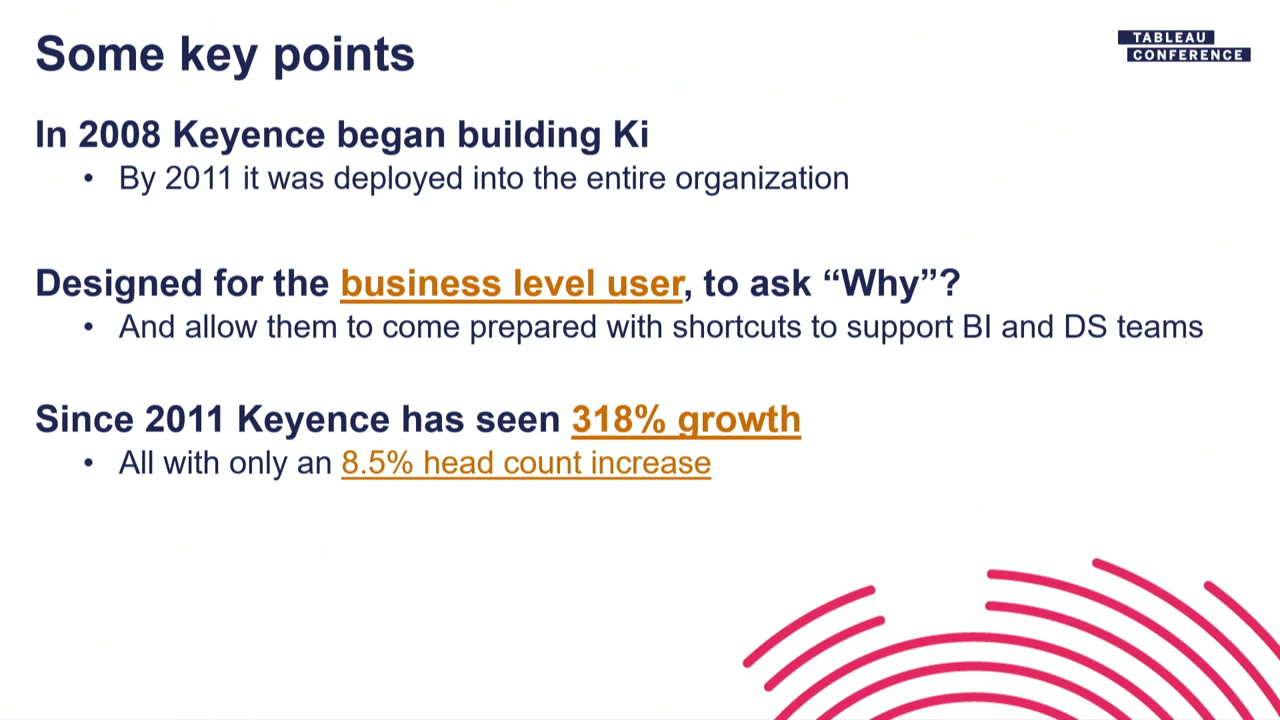 Some key points
TABLEAU
CONFERENCE
In 2008 Keyence began building Ki
• By 2011 it was deployed into the entire organization
Designed for the business level user, to ask “Why”?
• And allow them to come prepared with shortcuts to support BI and DS teams
Since 2011 Keyence has seen 318% growth
• All with only an 8.5% head count increase